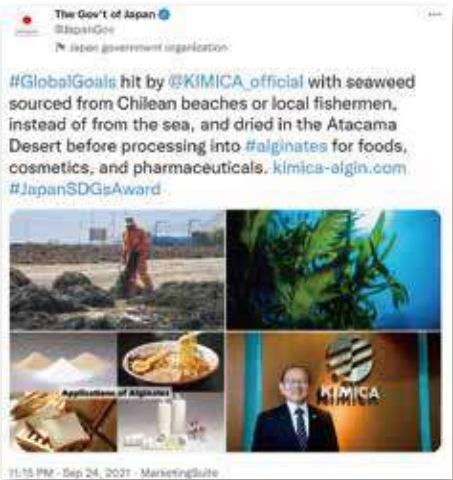 The Gov't of Japan
@JapanGov
Japan government organization
#GlobalGoals hit by @KIMICA_official with seaweed
sourced from Chilean beaches or local fishermen,
instead of from the sea, and dried in the Atacama
Desert before processing into #alginates for foods,
cosmetics, and pharmaceuticals. kimica-algin.com
#JapanSDGsAward
Applications of Alginates
KIMICA
11:15 PM - Sep 24, 2021 - MarketingSuite